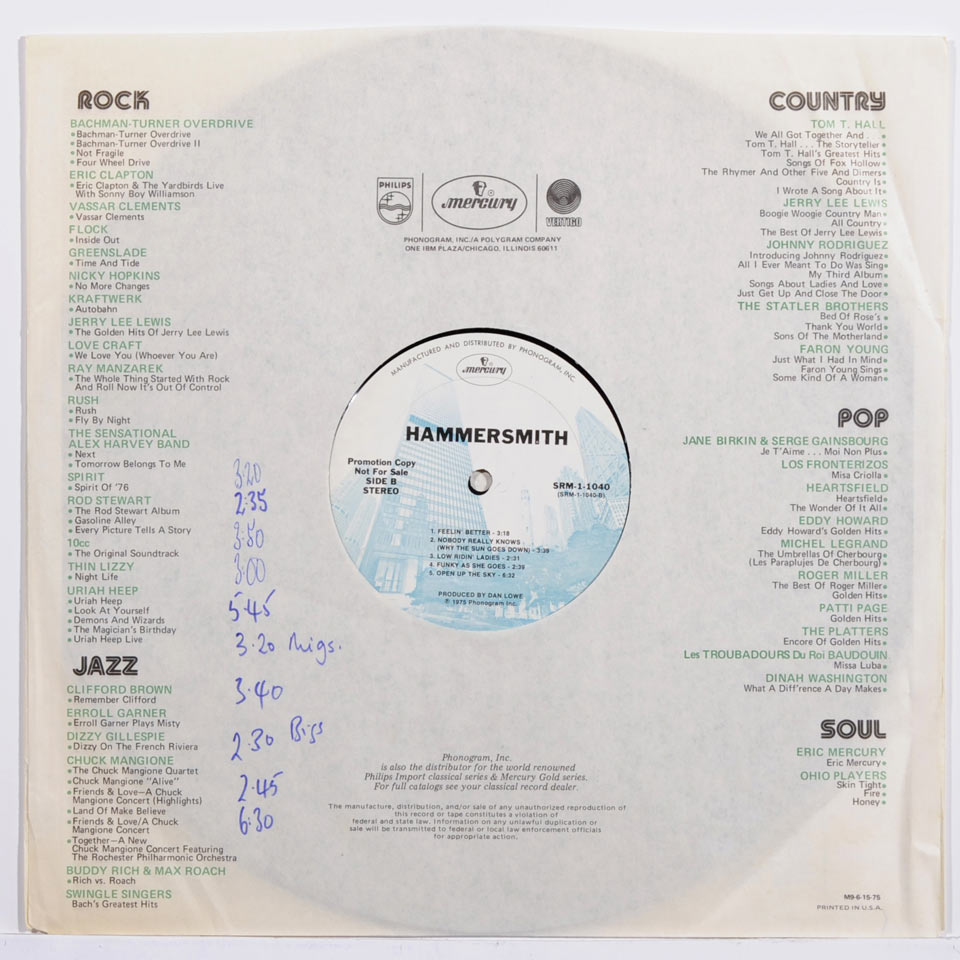 ROCK
BACHMAN-TURNER OVERDRIVE
• Bachman-Turner Overdrive
• Bachman-Turner Overdrive II
• Not Fragile
• Four Wheel Drive
ERIC CLAPTON
• Eric Clapton & The Yardbirds Live
With Sonny Boy Williamson
VASSAR CLEMENTS
• Vassar Clements
FLOCK
• Inside Out
GREENSLADE
• Time And Tide
NICKY HOPKINS
• No More Changes
KRAFTWERK
• Autobahn
JERRY LEE LEWIS
• The Golden Hits Of Jerry Lee Lewis
LOVE CRAFT
• We Love You (Whoever You Are)
RAY MANZAREK
• The Whole Thing Started With Rock
And Roll Now It's Out Of Control
RUSH
• Rush
• Fly By Night
THE SENSATIONAL
ALEX HARVEY BAND
• Next
• Tomorrow Belongs To Me
SPIRIT
• Spirit Of '76
ROD STEWART
• The Rod Stewart Album
• Gasoline Alley
• Every Picture Tells A Story
10cc
• The Original Soundtrack
THIN LIZZY
• Night Life
URIAH HEEP
• Uriah Heep
• Look At Yourself
• Demons And Wizards
• The Magician's Birthday
• Uriah Heep Live
JAZZ
CLIFFORD BROWN
• Remember Clifford
ERROLL GARNER
• Erroll Garner Plays Misty
DIZZY GILLESPIE
• Dizzy On The French Riviera
CHUCK MANGIONE
• The Chuck Mangione Quartet
• Chuck Mangione "Alive"
• Friends & Love—A Chuck
Mangione Concert (Highlights)
• Land Of Make Believe
• Friends & Love/A Chuck
Mangione Concert
• Together—A New
Chuck Mangione Concert Featuring
The Rochester Philharmonic Orchestra
BUDDY RICH & MAX ROACH
• Rich vs. Roach
SWINGLE SINGERS
Bach's Greatest Hits
3.20
2.35
3.50
3.00
5.45
3.20 Migs.
3.40
2.30 Bigs
2.45
6.30
PHILIPS
mercury
VERTIGO
PHONOGRAM, INC./A POLYGRAM COMPANY
ONE IBM PLAZA/CHICAGO, ILLINOIS 60611
MANUFACTURED AND DISTRIBUTED BY PHONOGRAM, INC
mercury
HAMMERSMITH
Promotion Copy
Not For Sale
SIDE B
STEREO
SRM-1-1040
(SRM-1-1040-B)
1. FEELIN' BETTER - 3:18
2. NOBODY REALLY KNOWS
(WHY THE SUN GOES DOWN) - 3:39
3. LOW RIDIN' LADIES - 2:31
4. FUNKY AS SHE GOES - 2:39
5. OPEN UP THE SKY - 6:32
PRODUCED BY DAN LOWE
℗ 1975 Phonogram Inc.
Phonogram, Inc.
is also the distributor for the world renowned
Philips Import classical series & Mercury Gold series.
For full catalogs see your classical record dealer.
The manufacture, distribution, and/or sale of any unauthorized reproduction of
this record or tape constitutes a violation of
federal and state law. Information on any unlawful duplication or
sale will be transmitted to federal or local law enforcement officials
for appropriate action.
COUNTRY
TOM T. HALL
We All Got Together And . . . •
Tom T. Hall . . . The Storyteller •
Tom T. Hall's Greatest Hits •
Songs Of Fox Hollow •
The Rhymer And Other Five And Dimers •
Country Is •
I Wrote A Song About It •
JERRY LEE LEWIS
Boogie Woogie Country Man •
All Country •
The Best Of Jerry Lee Lewis •
JOHNNY RODRIGUEZ
Introducing Johnny Rodriguez •
All I Ever Meant To Do Was Sing •
My Third Album •
Songs About Ladies And Love •
Just Get Up And Close The Door •
THE STATLER BROTHERS
Bed Of Rose's •
Thank You World •
Sons Of The Motherland •
FARON YOUNG
Just What I Had In Mind •
Faron Young Sings •
Some Kind Of A Woman •
POP
JANE BIRKIN & SERGE GAINSBOURG
Je T'Aime . . . Moi Non Plus •
LOS FRONTERIZOS
Misa Criolla •
HEARTSFIELD
Heartsfield •
The Wonder Of It All •
EDDY HOWARD
Eddy Howard's Golden Hits •
MICHEL LEGRAND
The Umbrellas Of Cherbourg •
(Les Paraplujes De Cherbourg) •
ROGER MILLER
The Best Of Roger Miller •
Golden Hits •
PATTI PAGE
Golden Hits •
THE PLATTERS
Encore Of Golden Hits •
Les TROUBADOURS Du Roi BAUDOUIN
Missa Luba •
DINAH WASHINGTON
What A Diff'rence A Day Makes •
SOUL
ERIC MERCURY
Eric Mercury •
OHIO PLAYERS
Skin Tight •
Fire •
Honey •
M9-6-15-75
PRINTED IN U.S.A.